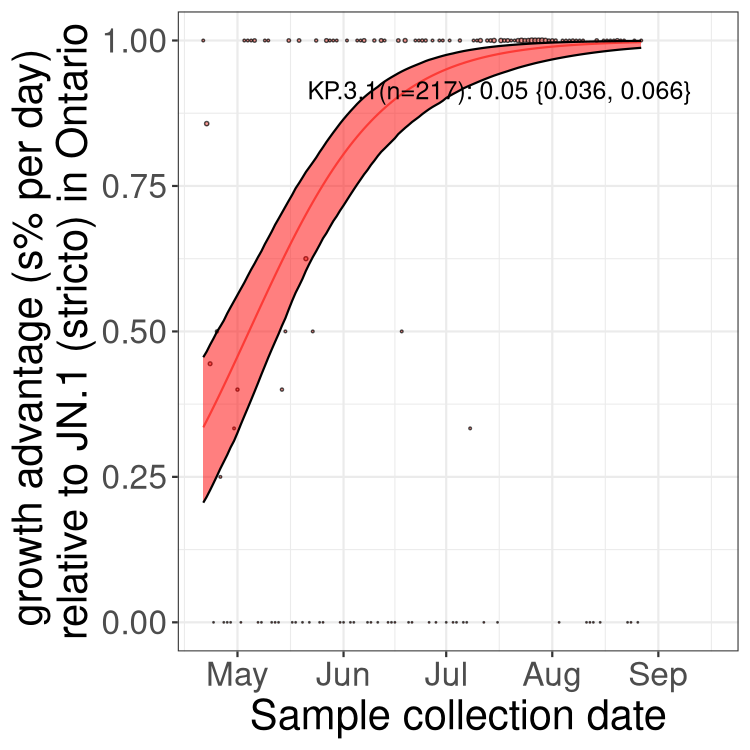 growth advantage (s% per day)
relative to JN.1 (stricto) in Ontario
1.00
0.75
0.50
0.25
0.00
KP.3.1(n=217): 0.05 {0.036, 0.066}
May Jun Jul Aug Sep
Sample collection date